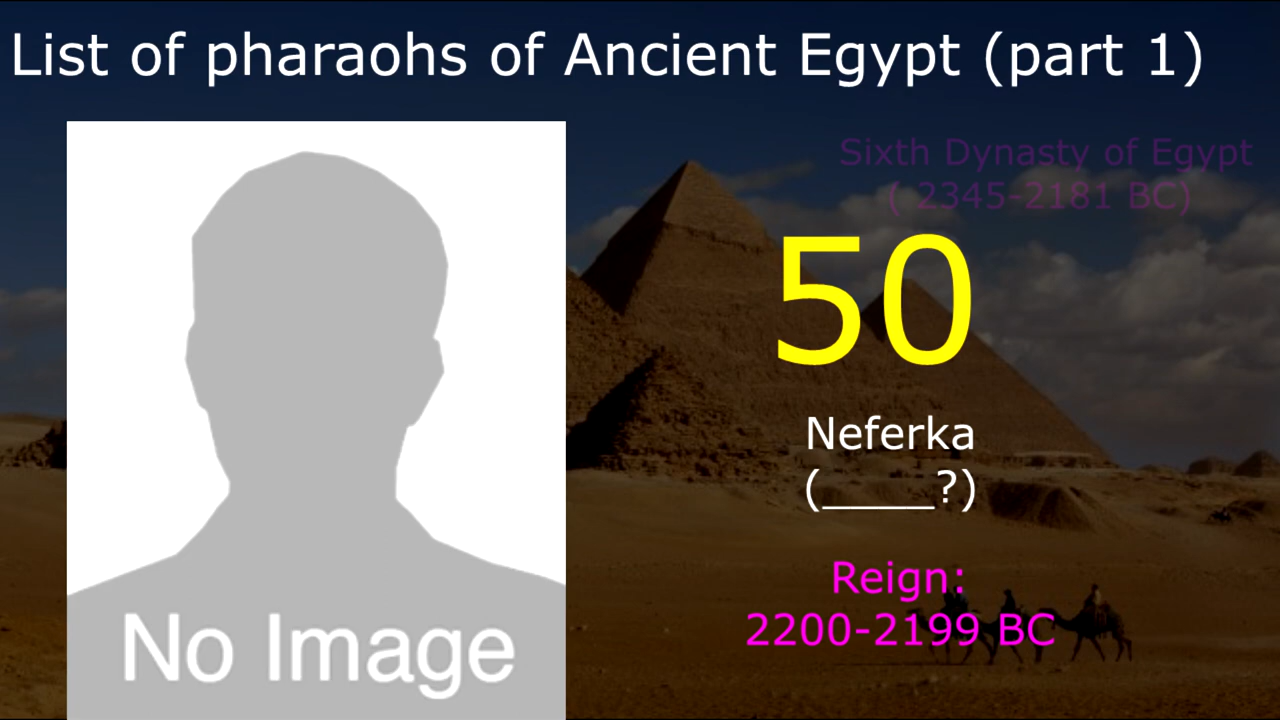 List of pharaohs of Ancient Egypt (part 1)
Sixth Dynasty of Egypt
( 2345-2181 BC)
50
Neferka
(_____?)
Reign:
2200-2199 BC
No Image